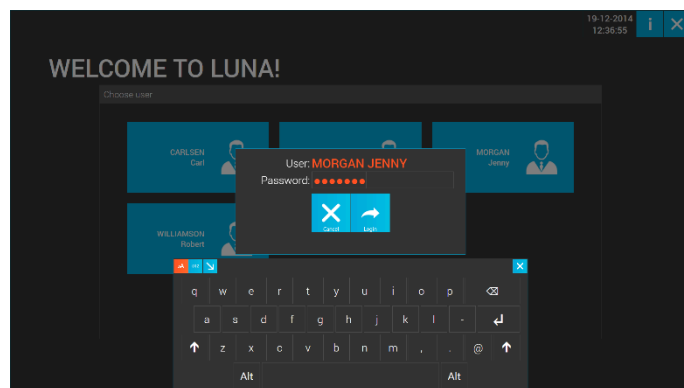 19-12-2014
12:36:55
i
WELCOME TO LUNA!
Choose user
CARLSEN
Carl
MORGAN
Jenny
User: MORGAN JENNY
Password:
Cancel
Login
WILLIAMSON
Robert
q w e r t y u i o p
a s d f g h j k l -
z x c v b n m , . @
Alt Alt